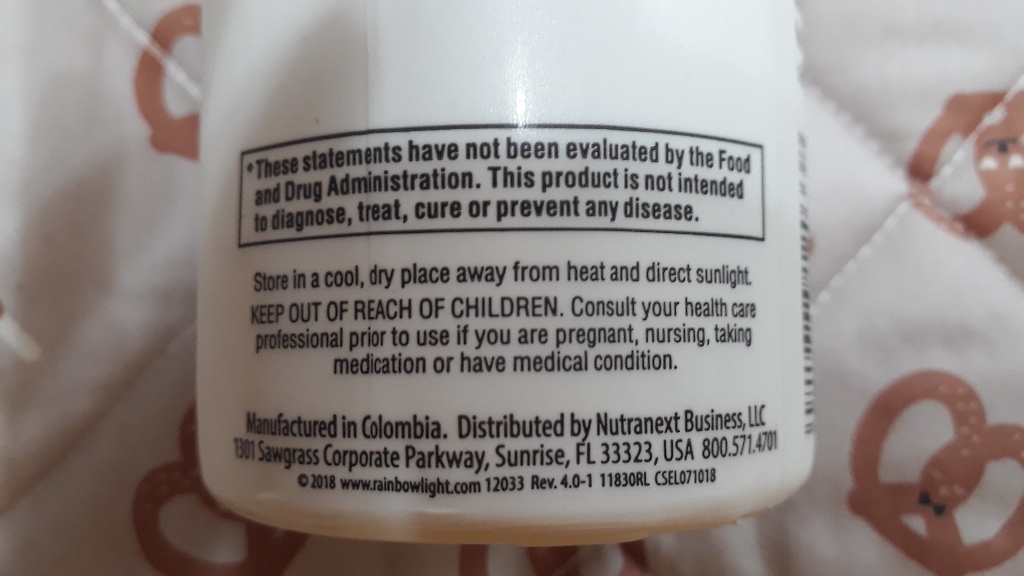 *These statements have not been evaluated by the Food
and Drug Administration. This product is not intended
to diagnose, treat, cure or prevent any disease.
Store in a cool, dry place away from heat and direct sunlight.
KEEP OUT OF REACH OF CHILDREN. Consult your health care
professional prior to use if you are pregnant, nursing, taking
medication or have medical condition.
Manufactured in Colombia. Distributed by Nutranext Business, LLC
1301 Sawgrass Corporate Parkway, Sunrise, FL 33323, USA 800.571.4701
© 2018 www.rainbowlight.com 12033 Rev. 4.0-1 11830RL CSEL071018